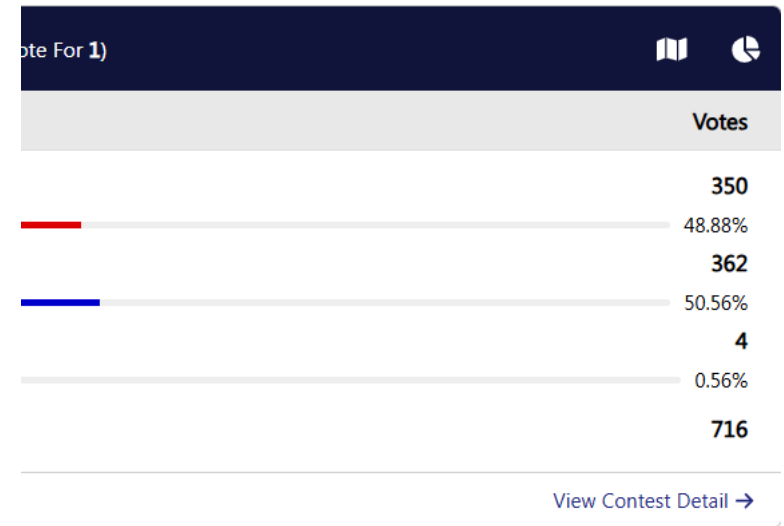 ote For 1)
Votes
350
48.88%
362
50.56%
4
0.56%
716
View Contest Detail →